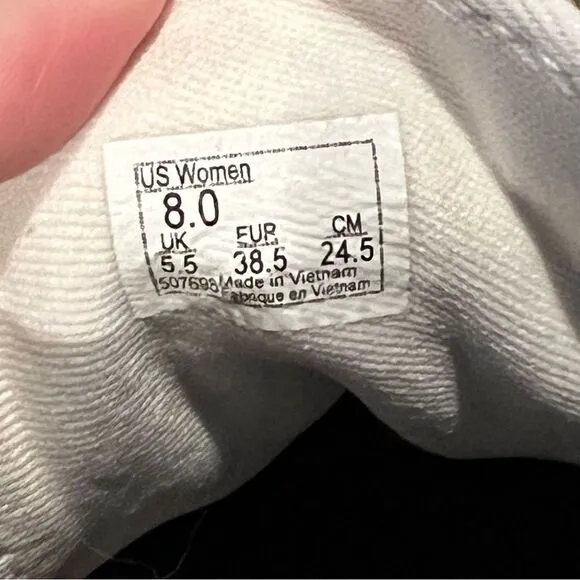 US Women
8.0
UK EUR CM
5.5 38.5 24.5
507698 Made in Vietnam
Fabriqué en Vietnam